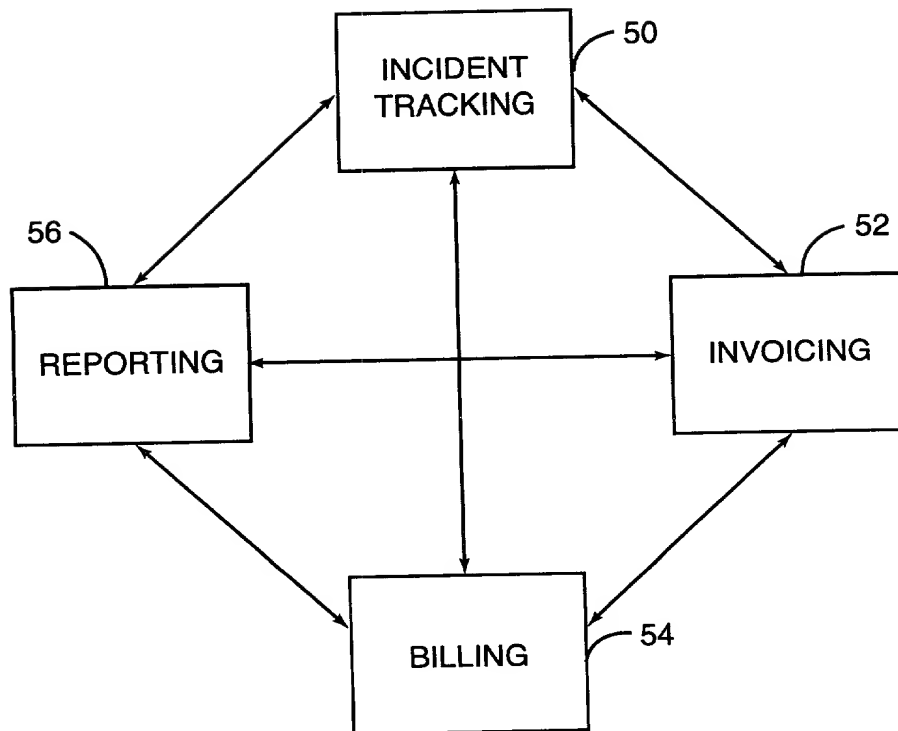 50
INCIDENT
TRACKING
56
52
REPORTING
INVOICING
54
BILLING